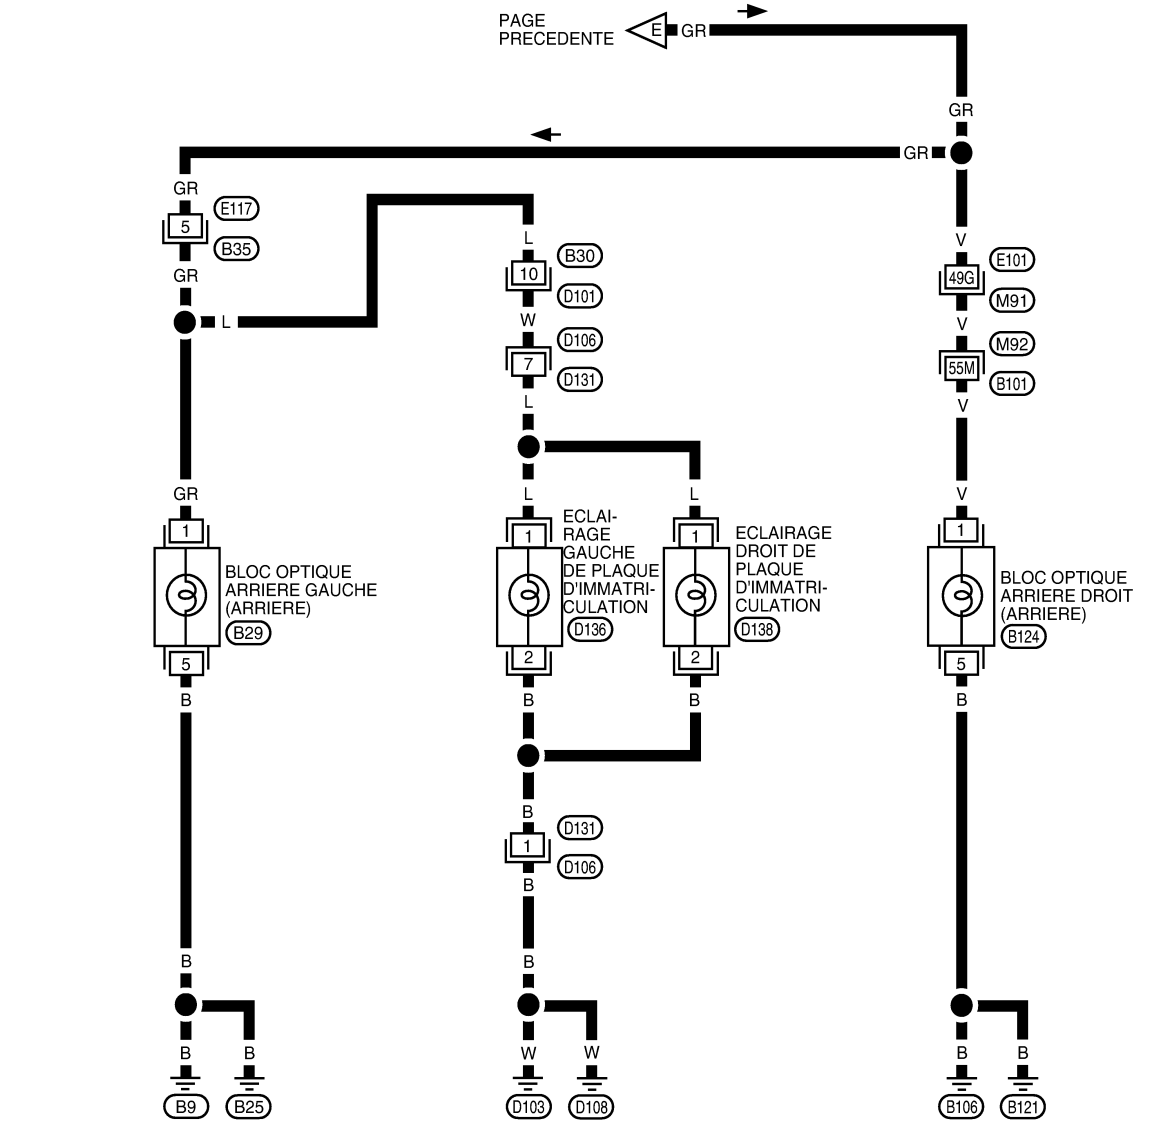 PAGE
PRECEDENTE
E
GR
GR
GR
GR
5
E117
B35
GR
L
L
10
B30
D101
W
D106
7
D131
L
V
49G
E101
M91
V
M92
55M
B101
V
GR
L
L
V
1
BLOC OPTIQUE
ARRIERE GAUCHE
(ARRIERE)
B29
5
1
ECLAI-
RAGE
GAUCHE
DE PLAQUE
D'IMMATRI-
CULATION
D136
2
1
ECLAIRAGE
DROIT DE
PLAQUE
D'IMMATRI-
CULATION
D138
2
1
BLOC OPTIQUE
ARRIERE DROIT
(ARRIERE)
B124
5
B
B
B
B
B
D131
1
D106
B
B
B
B
B
W
W
B
B
B9
B25
D103
D108
B106
B121